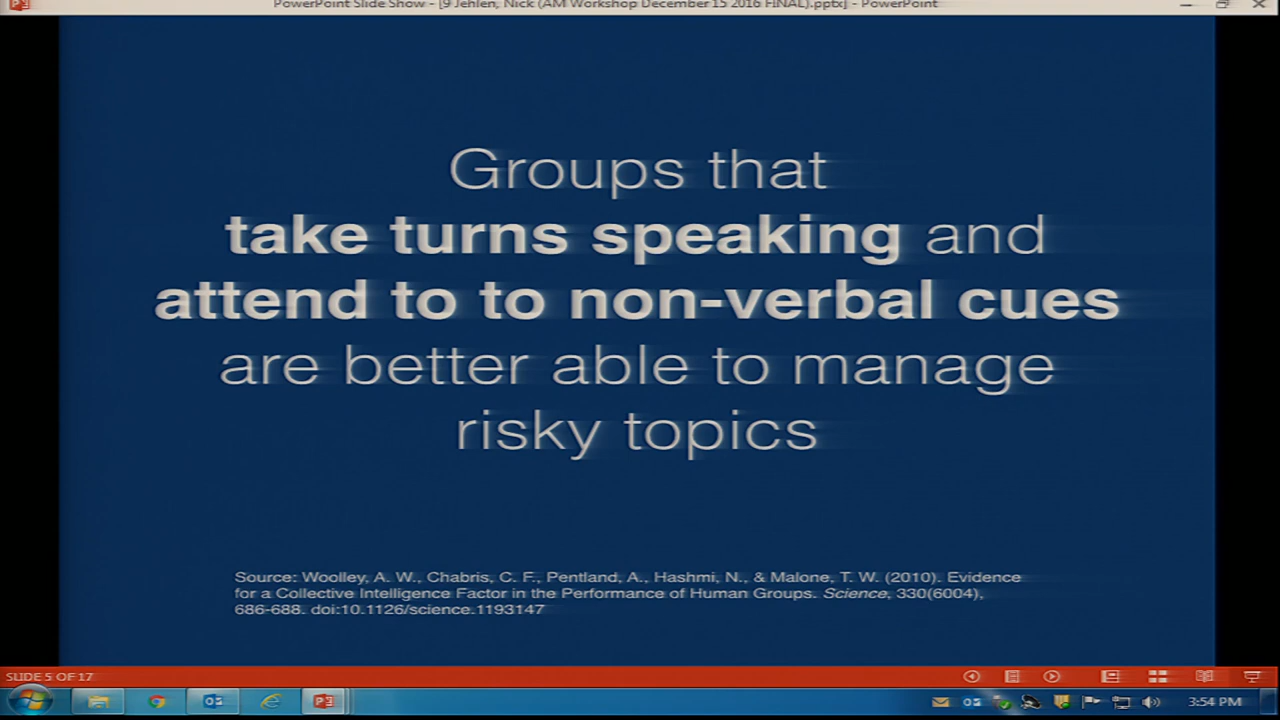 PowerPoint Slide Show - [9 Jehlen, Nick (AM Workshop December 15 2016 FINAL).pptx] - PowerPoint
Groups that
take turns speaking and
attend to to non-verbal cues
are better able to manage
risky topics
Source: Woolley, A. W., Chabris, C. F., Pentland, A., Hashmi, N., & Malone, T. W. (2010). Evidence
for a Collective Intelligence Factor in the Performance of Human Groups. Science, 330(6004),
686-688. doi:10.1126/science.1193147
SLIDE 5 OF 17
3:54 PM